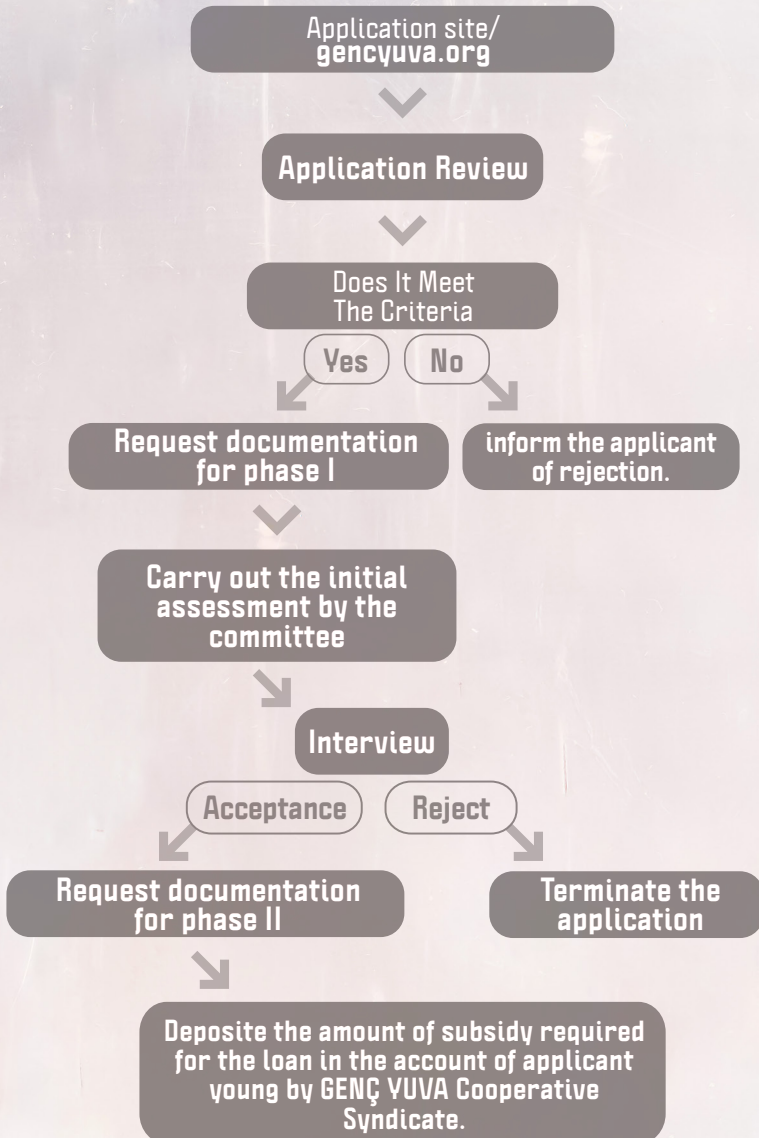 Application site/
gencyuva.org
Application Review
Does It Meet
The Criteria
Yes
No
Request documentation
for phase I
inform the applicant
of rejection.
Carry out the initial
assessment by the
committee
Interview
Acceptance
Reject
Request documentation
for phase II
Terminate the
application
Deposite the amount of subsidy required
for the loan in the account of applicant
young by GENÇ YUVA Cooperative
Syndicate.